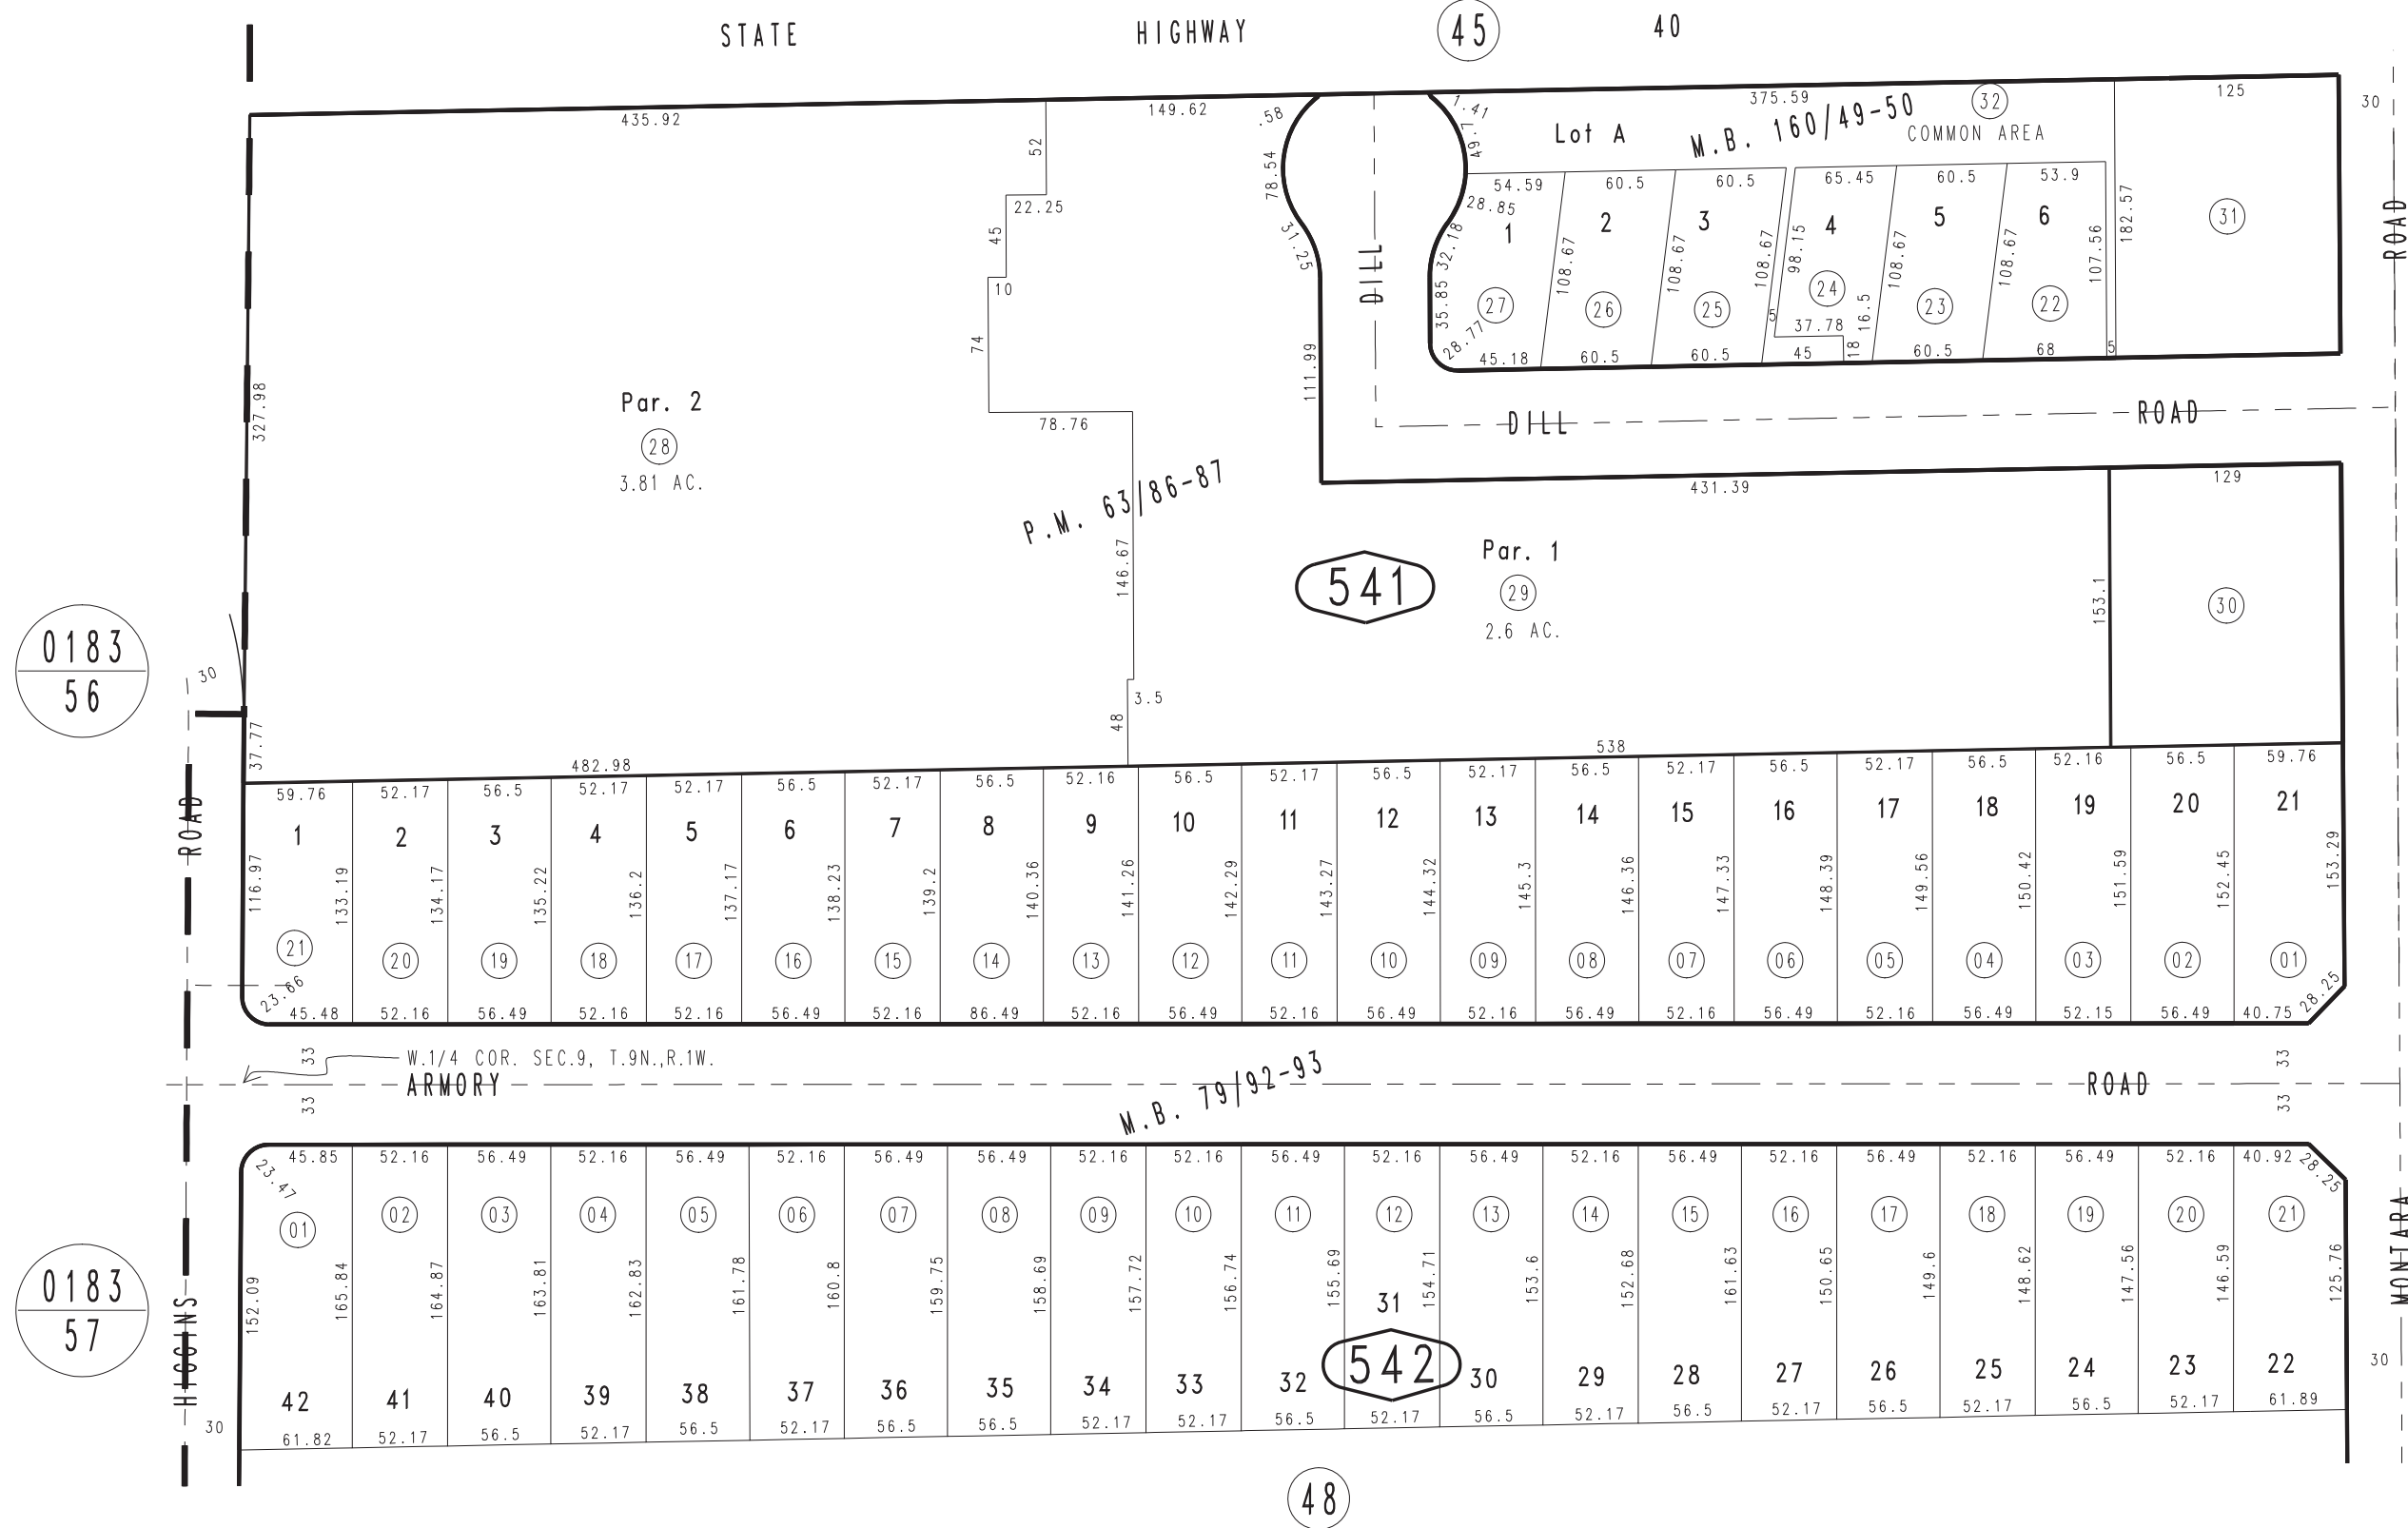 STATE HIGHWAY 45 40
435.92 149.62 .58 1.41 375.59 32 125 30
Lot A M.B. 160/49-50 COMMON AREA
52 78.54 49.7
22.25 54.59 60.5 60.5 65.45 60.5 53.9
28.85
1 2 3 4 5 6 182.57 31 ROAD
45 31.25 DILL 32.18 108.67 108.67 108.67 98.15 108.67 108.67 107.56
10 35.85 27 26 25 24 23 22
74 28.77 5 37.78 16.5
111.99 45.18 60.5 60.5 45 18 60.5 68 5
327.98
Par. 2
28
3.81 AC.
78.76 DILL ROAD
P.M. 63/86-87
431.39 129
146.67
541
Par. 1
29
2.6 AC.
153.1 30
0183
56
30
37.77 48 3.5
482.98 538
59.76 52.17 56.5 52.17 52.17 56.5 52.17 56.5 52.16 56.5 52.17 56.5 52.17 56.5 52.17 56.5 52.17 56.5 52.16 56.5 59.76
ROAD
1 2 3 4 5 6 7 8 9 10 11 12 13 14 15 16 17 18 19 20 21
116.97 133.19 134.17 135.22 136.2 137.17 138.23 139.2 140.36 141.26 142.29 143.27 144.32 145.3 146.36 147.33 148.39 149.56 150.42 151.59 152.45 153.29
21 20 19 18 17 16 15 14 13 12 11 10 09 08 07 06 05 04 03 02 01
23.66 28.25
45.48 52.16 56.49 52.16 52.16 56.49 52.16 86.49 52.16 56.49 52.16 56.49 52.16 56.49 52.16 56.49 52.16 56.49 52.15 56.49 40.75
33 W.1/4 COR. SEC.9, T.9N.,R.1W. 33
ARMORY ROAD
33 M.B. 79/92-93 33
45.85 52.16 56.49 52.16 56.49 52.16 56.49 56.49 52.16 52.16 56.49 52.16 56.49 52.16 56.49 52.16 56.49 52.16 56.49 52.16 40.92
23.47 28.25
01 02 03 04 05 06 07 08 09 10 11 12 13 14 15 16 17 18 19 20 21
152.09 165.84 164.87 163.81 162.83 161.78 160.8 159.75 158.69 157.72 156.74 155.69 154.71 153.6 152.68 161.63 150.65 149.6 148.62 147.56 146.59 125.76
0183
57
HIGGINS MONTARA
31
542
42 41 40 39 38 37 36 35 34 33 32 30 29 28 27 26 25 24 23 22
30 30
61.82 52.17 56.5 52.17 56.5 52.17 56.5 56.5 52.17 52.17 56.5 52.17 56.5 52.17 56.5 52.17 56.5 52.17 56.5 52.17 61.89
48